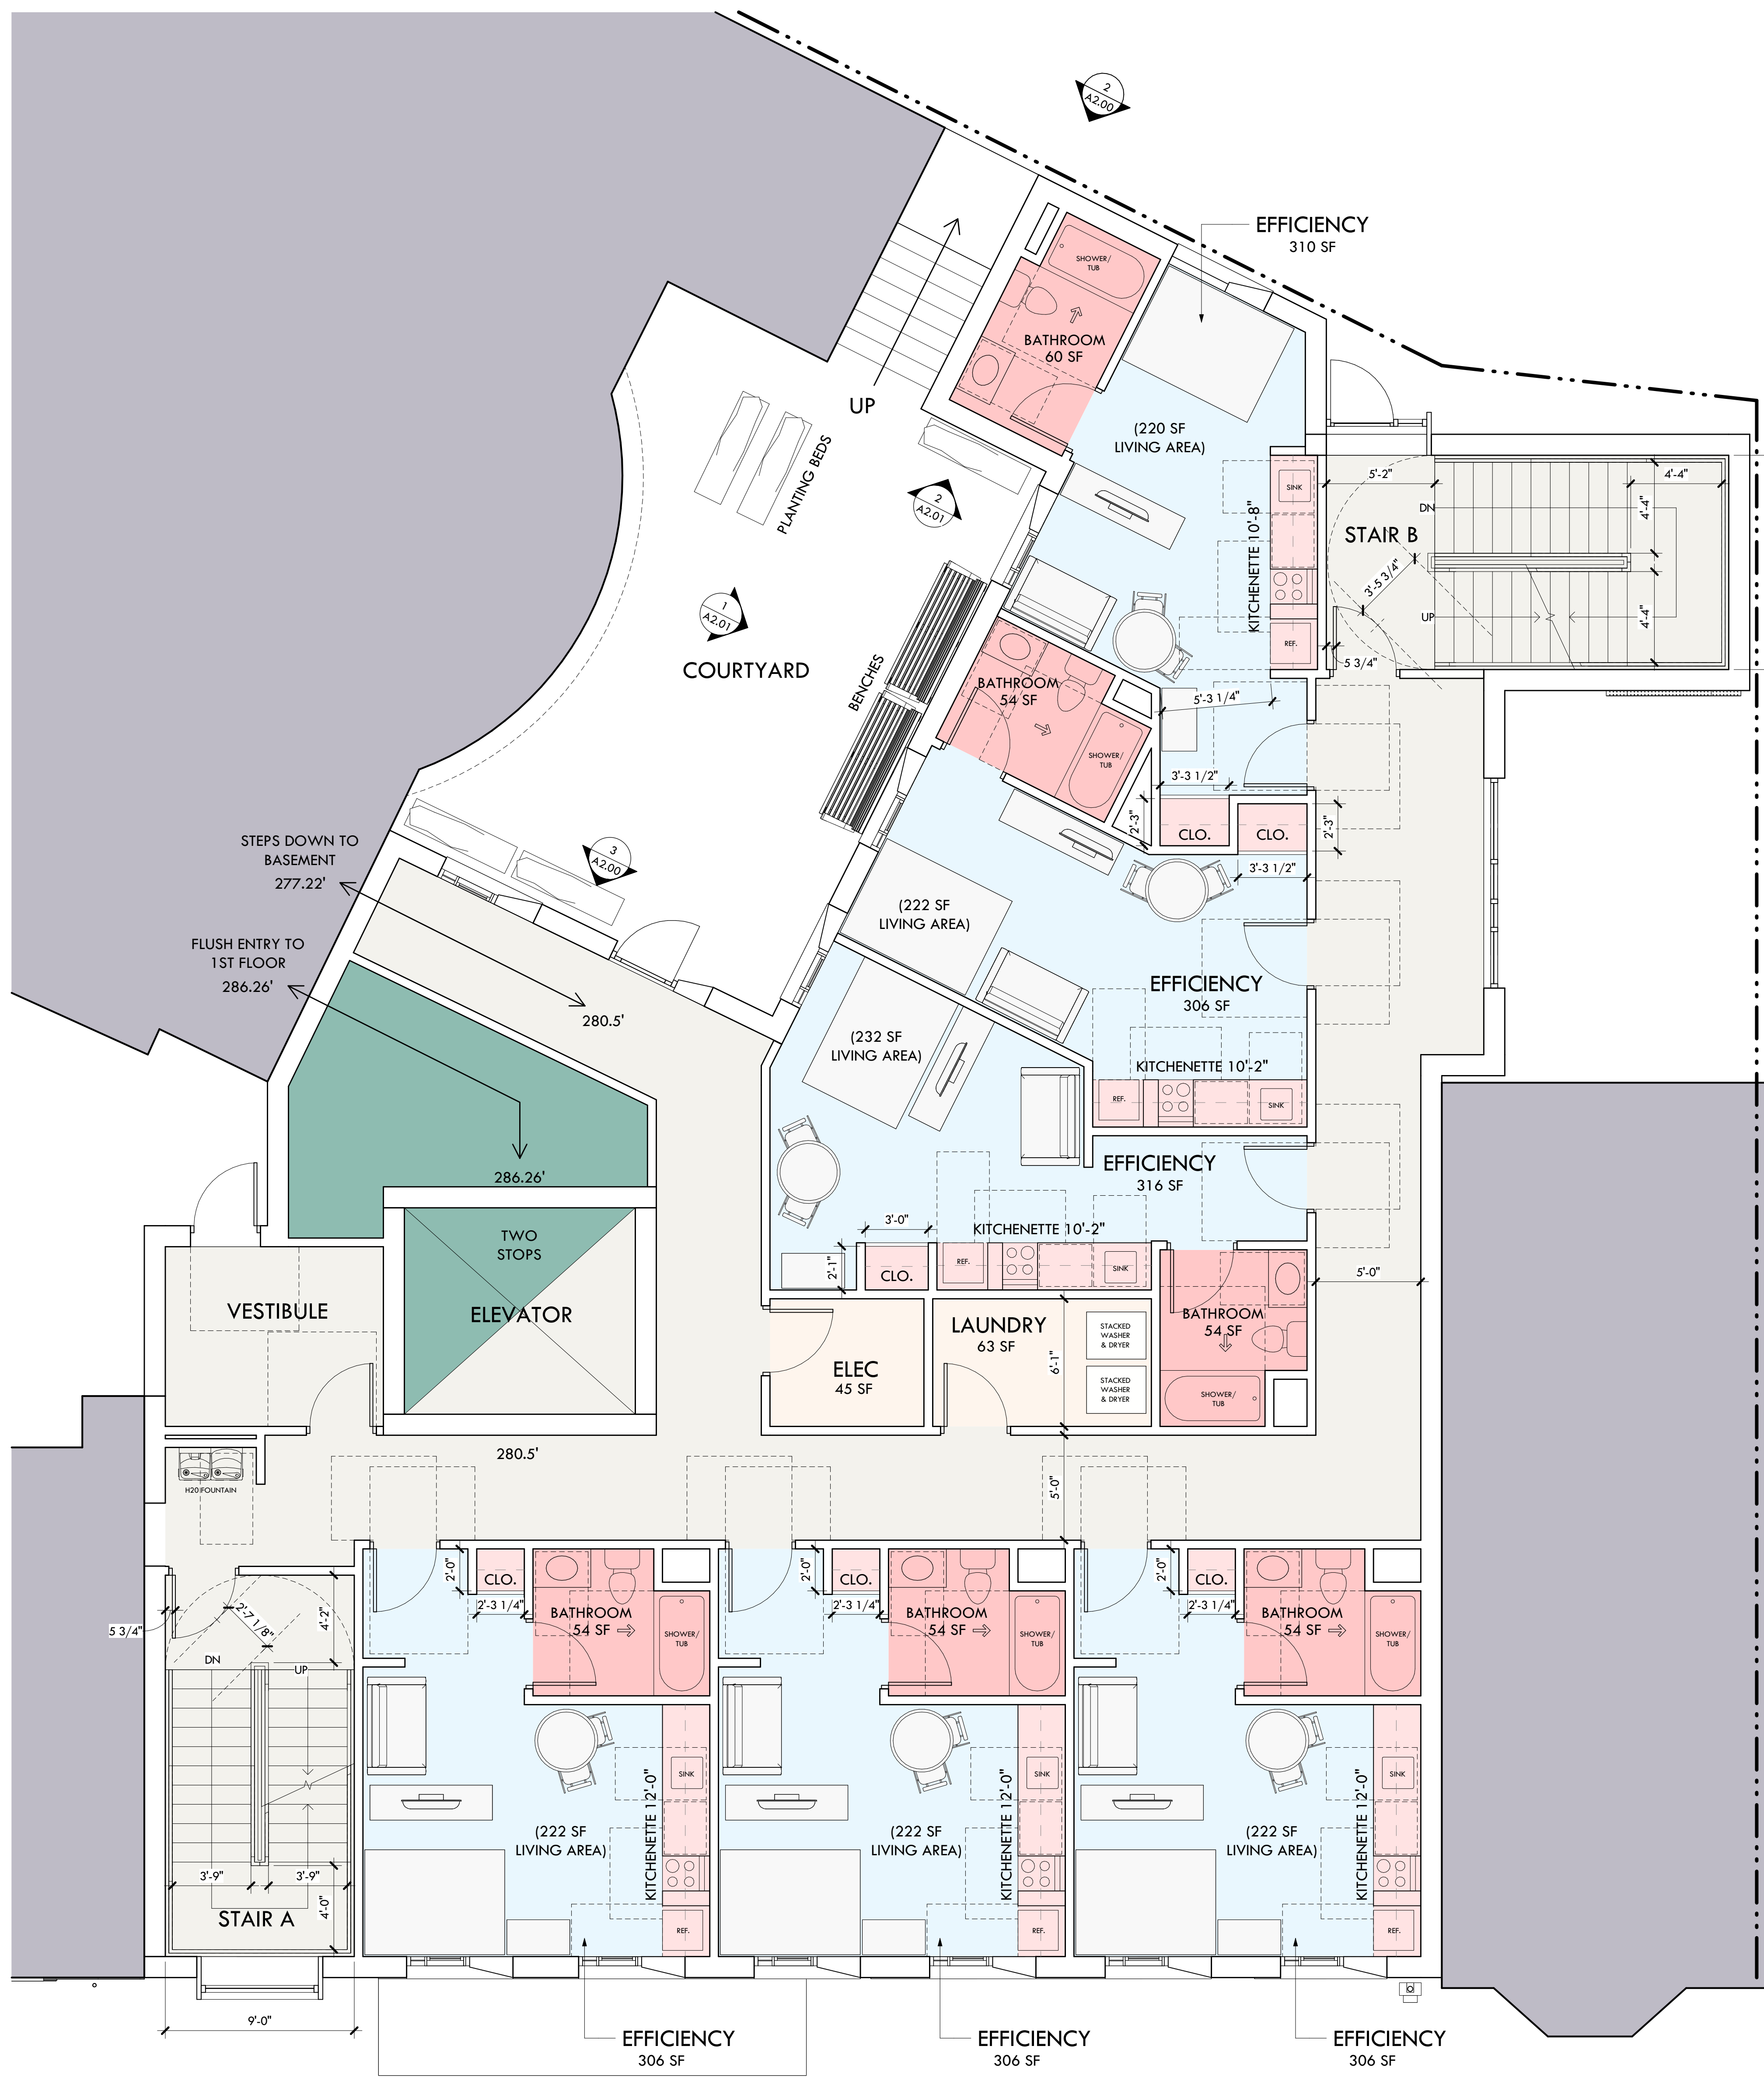 2
A2.00
EFFICIENCY
310 SF
SHOWER/
TUB
BATHROOM
60 SF
UP
(220 SF
LIVING AREA)
PLANTING BEDS
2
A2.01
KITCHENETTE 10'-8"
SINK
REF.
5'-2"
4'-4"
DN
4'-4"
STAIR B
3'-5 3/4"
UP
4'-4"
5 3/4"
1
A2.01
COURTYARD
BENCHES
BATHROOM
54 SF
SHOWER/
TUB
5'-3 1/4"
3'-3 1/2"
2'-3"
CLO.
CLO.
2'-3"
3'-3 1/2"
STEPS DOWN TO
BASEMENT
277.22'
3
A2.00
FLUSH ENTRY TO
1ST FLOOR
286.26'
280.5'
(222 SF
LIVING AREA)
EFFICIENCY
306 SF
(232 SF
LIVING AREA)
KITCHENETTE 10'-2"
REF.
SINK
EFFICIENCY
316 SF
286.26'
TWO
STOPS
3'-0"
KITCHENETTE 10'-2"
2'-1"
CLO.
REF.
SINK
5'-0"
VESTIBULE
ELEVATOR
ELEC
45 SF
LAUNDRY
63 SF
6'-1"
STACKED
WASHER
& DRYER
STACKED
WASHER
& DRYER
BATHROOM
54 SF
SHOWER/
TUB
280.5'
H20 FOUNTAIN
5'-0"
5 3/4"
2'-7 1/8"
4'-2"
DN
UP
3'-9"
3'-9"
4'-0"
STAIR A
9'-0"
2'-0"
CLO.
2'-3 1/4"
BATHROOM
54 SF
SHOWER/
TUB
SINK
KITCHENETTE 12'-0"
(222 SF
LIVING AREA)
REF.
EFFICIENCY
306 SF
2'-0"
CLO.
2'-3 1/4"
BATHROOM
54 SF
SHOWER/
TUB
SINK
KITCHENETTE 12'-0"
(222 SF
LIVING AREA)
REF.
EFFICIENCY
306 SF
2'-0"
CLO.
2'-3 1/4"
BATHROOM
54 SF
SHOWER/
TUB
SINK
KITCHENETTE 12'-0"
(222 SF
LIVING AREA)
REF.
EFFICIENCY
306 SF